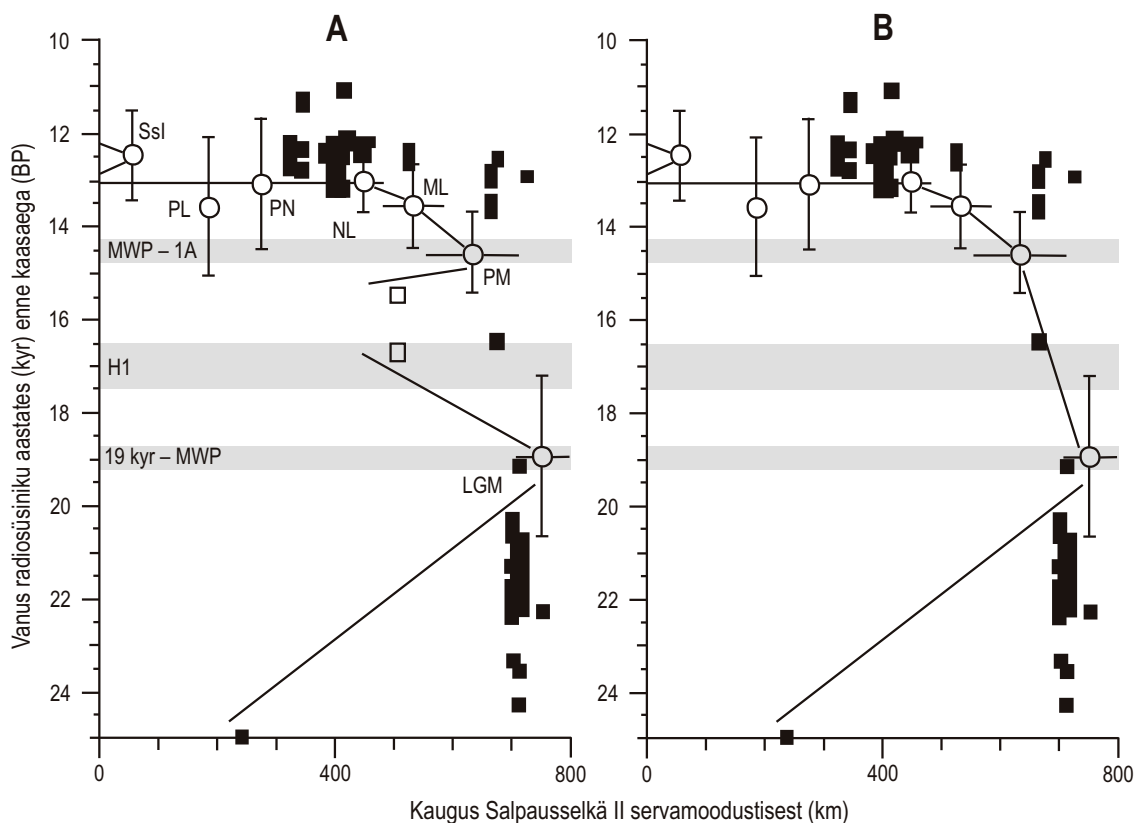 A
B
10
12
14
16
18
20
22
24
10
12
14
16
18
20
22
24
SsI
PL
PN
NL
ML
MWP – 1A
PM
H1
19 kyr – MWP
LGM
0
400
800
0
400
800
Vanus radiosüsiniku aastates (kyr) enne kaasaega (BP)
Kaugus Salpausselkä II servamoodustisest (km)